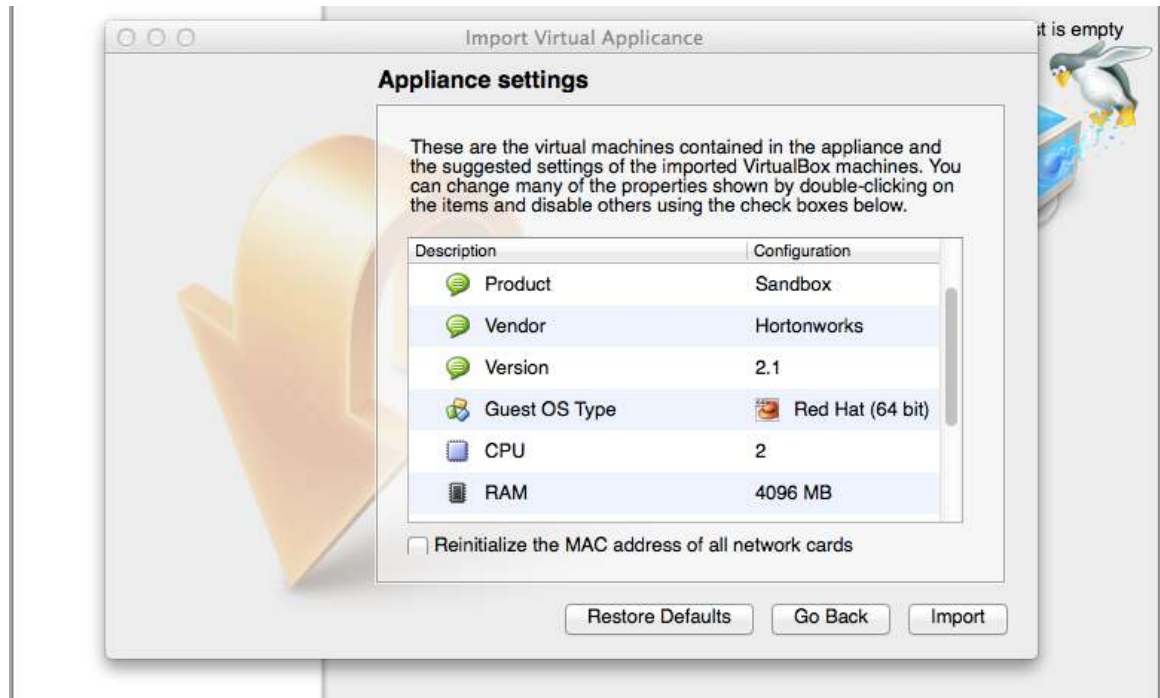 st is empty
Import Virtual Applicance
Appliance settings
These are the virtual machines contained in the appliance and
the suggested settings of the imported VirtualBox machines. You
can change many of the properties shown by double-clicking on
the items and disable others using the check boxes below.
Description Configuration
Product Sandbox
Vendor Hortonworks
Version 2.1
Guest OS Type Red Hat (64 bit)
CPU 2
RAM 4096 MB
Reinitialize the MAC address of all network cards
Restore Defaults Go Back Import